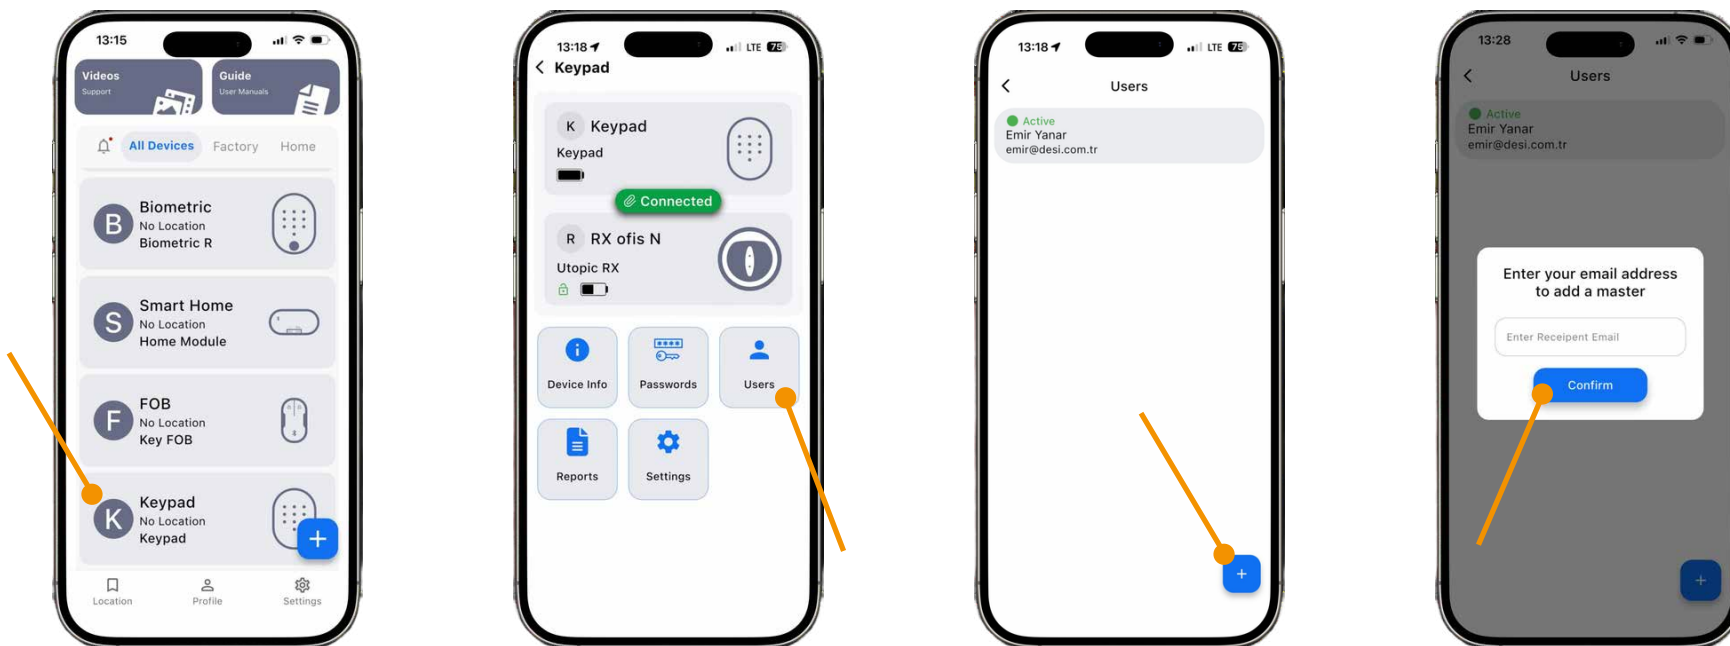 13:15
Videos
Support
Guide
User Manuals
All Devices
Factory
Home
B
Biometric
No Location
Biometric R
S
Smart Home
No Location
Home Module
F
FOB
No Location
Key FOB
K
Keypad
No Location
Keypad
+
Location
Profile
Settings
13:18
LTE
75
Keypad
K
Keypad
Keypad
Connected
R
RX ofis N
Utopic RX
Device Info
Passwords
Users
Reports
Settings
13:18
LTE
75
Users
Active
Emir Yanar
emir@desi.com.tr
+
13:28
Users
Active
Emir Yanar
emir@desi.com.tr
Enter your email address
to add a master
Enter Receipent Email
Confirm
+